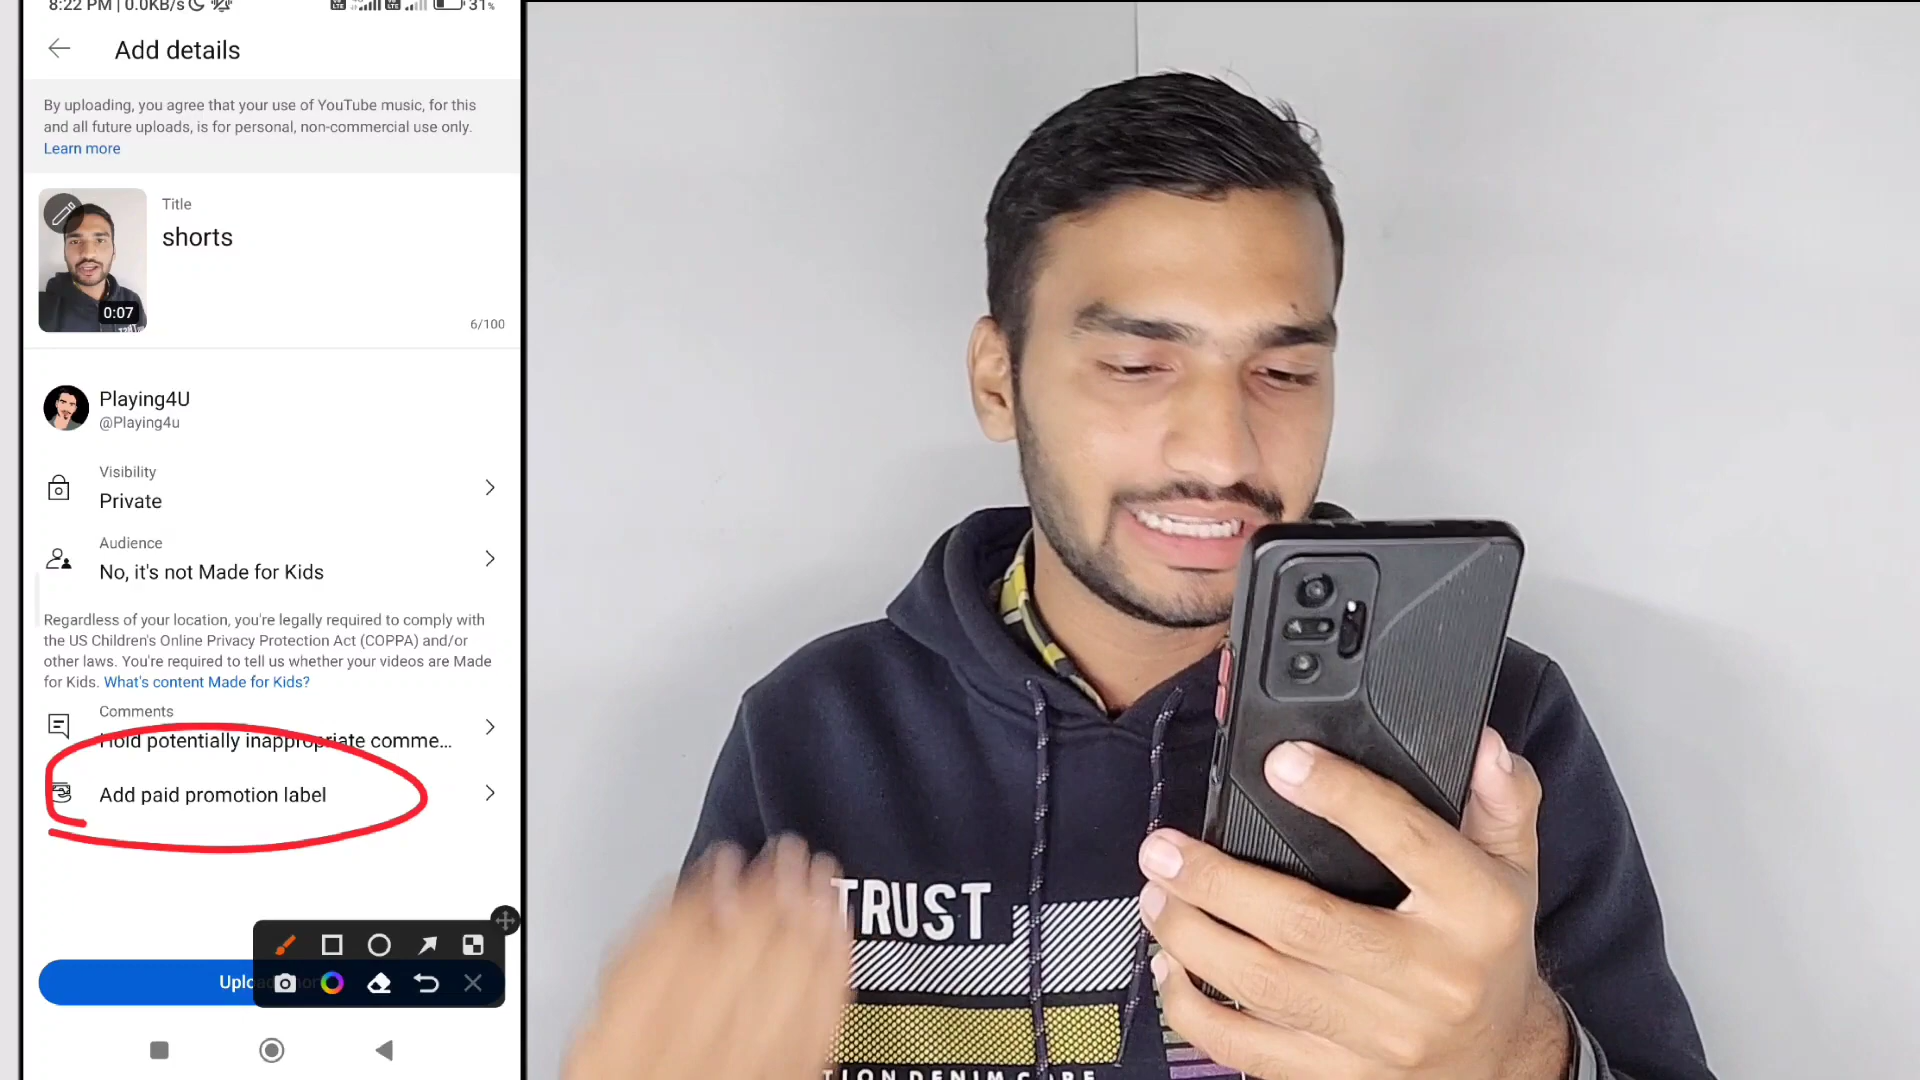 8:22 PM | 0.0KB/s
31%
Add details
By uploading, you agree that your use of YouTube music, for this
and all future uploads, is for personal, non-commercial use only.
Learn more
Title
shorts
0:07
6/100
Playing4U
@Playing4u
Visibility
Private
Audience
No, it's not Made for Kids
Regardless of your location, you're legally required to comply with
the US Children's Online Privacy Protection Act (COPPA) and/or
other laws. You're required to tell us whether your videos are Made
for Kids. What's content Made for Kids?
Comments
Hold potentially inappropriate comme...
Add paid promotion label
TRUST
DENIM